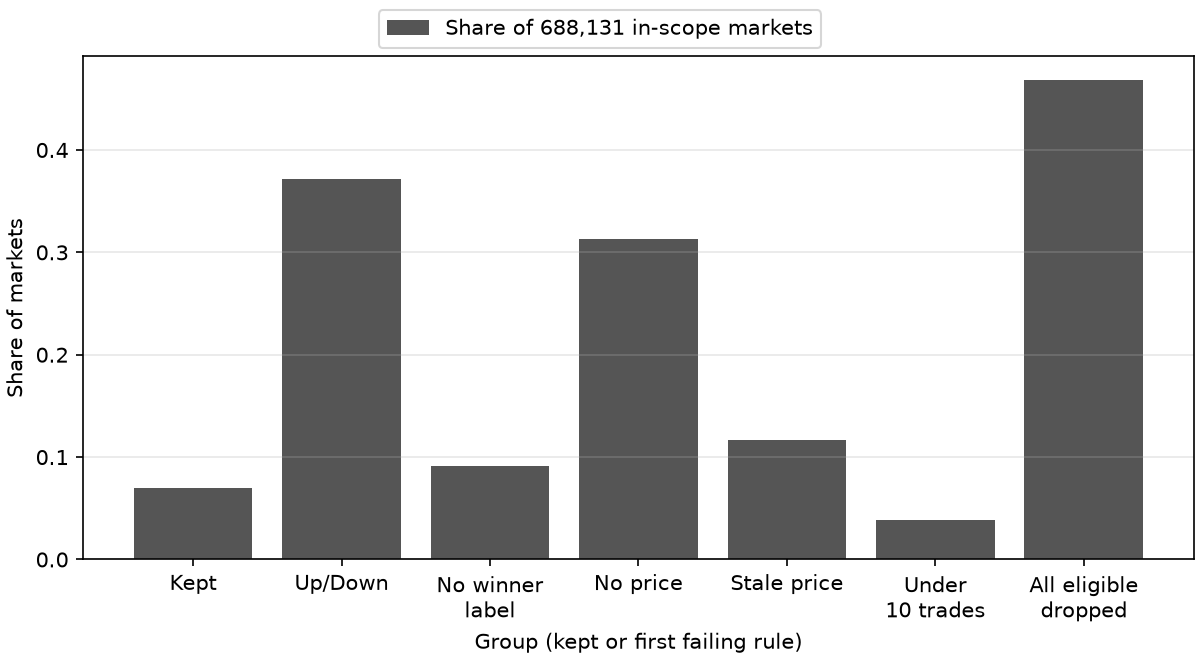 Share of 688,131 in-scope markets
Share of markets
0.4
0.3
0.2
0.1
0.0
Kept
Up/Down
No winner
label
No price
Stale price
Under
10 trades
All eligible
dropped
Group (kept or first failing rule)